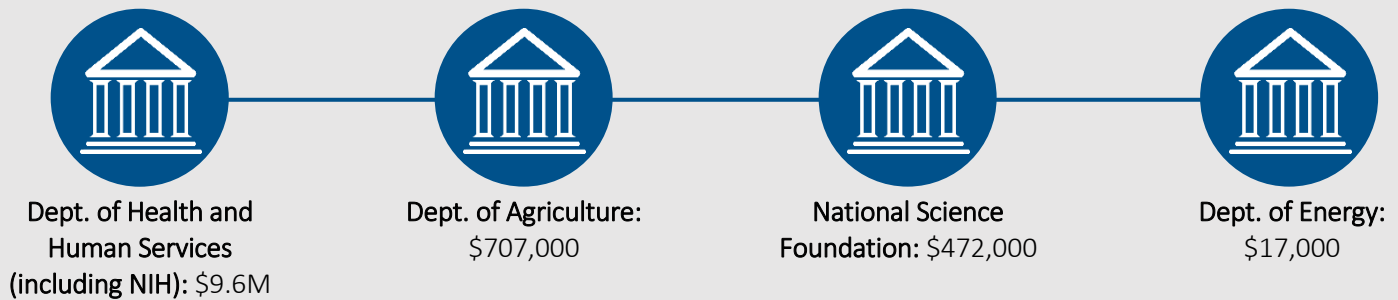 Dept. of Health and
Human Services
(including NIH): $9.6M
Dept. of Agriculture:
$707,000
National Science
Foundation: $472,000
Dept. of Energy:
$17,000